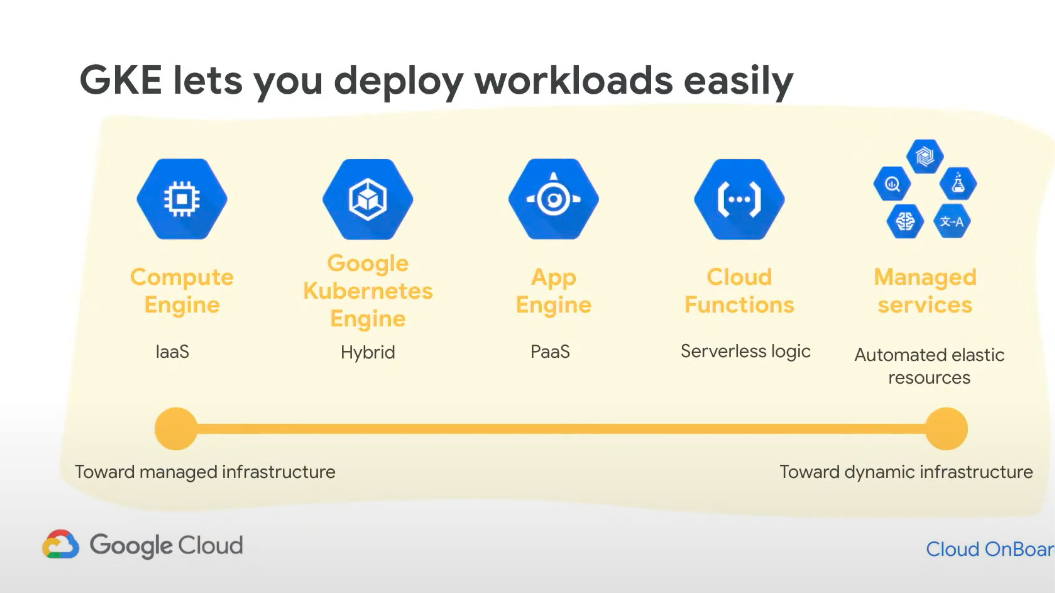 GKE lets you deploy workloads easily
Compute
Engine
IaaS
Google
Kubernetes
Engine
Hybrid
App
Engine
PaaS
Cloud
Functions
Serverless logic
文→A
Managed
services
Automated elastic
resources
Toward managed infrastructure
Toward dynamic infrastructure
Google Cloud
Cloud OnBoar